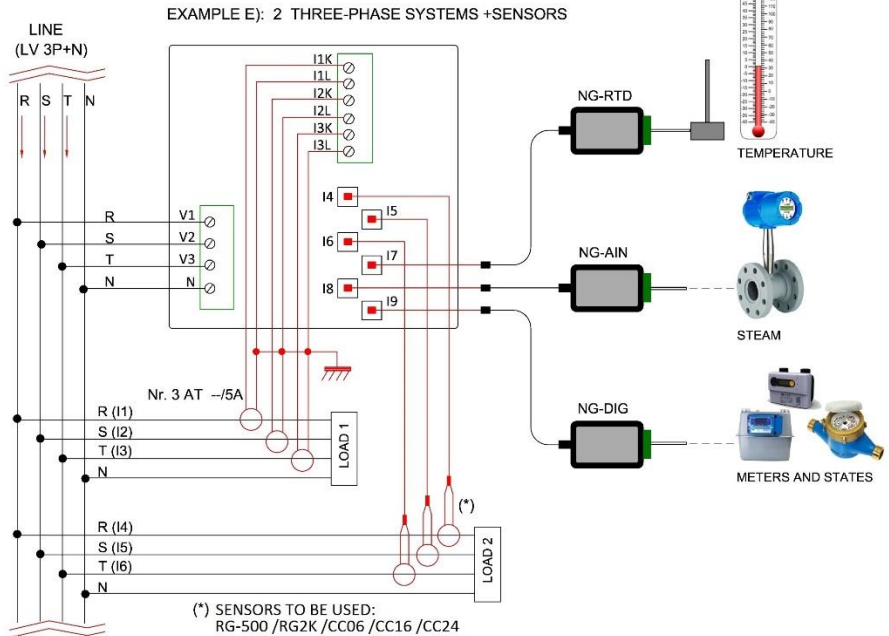 EXAMPLE E): 2 THREE-PHASE SYSTEMS +SENSORS
LINE
(LV 3P+N)
R S T N
I1K
I1L
I2K
I2L
I3K
I3L
I4
I5
I6
I7
I8
I9
R V1
S V2
T V3
N N
NG-RTD
TEMPERATURE
NG-AIN
STEAM
NG-DIG
METERS AND STATES
Nr. 3 AT --/5A
R (I1)
S (I2)
T (I3)
N
LOAD 1
(*)
R (I4)
S (I5)
T (I6)
N
LOAD 2
(*) SENSORS TO BE USED:
RG-500 /RG2K /CC06 /CC16 /CC24